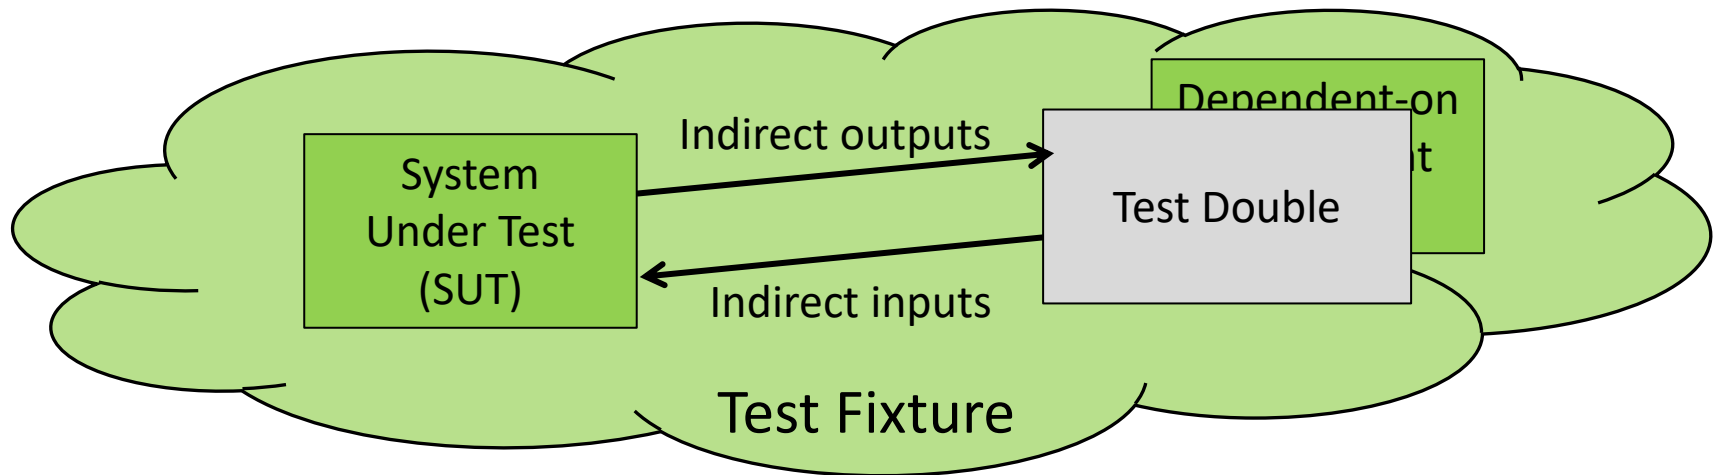 Dependent-on
Indirect outputs
System
Under Test
(SUT)
Test Double
Indirect inputs
Test Fixture